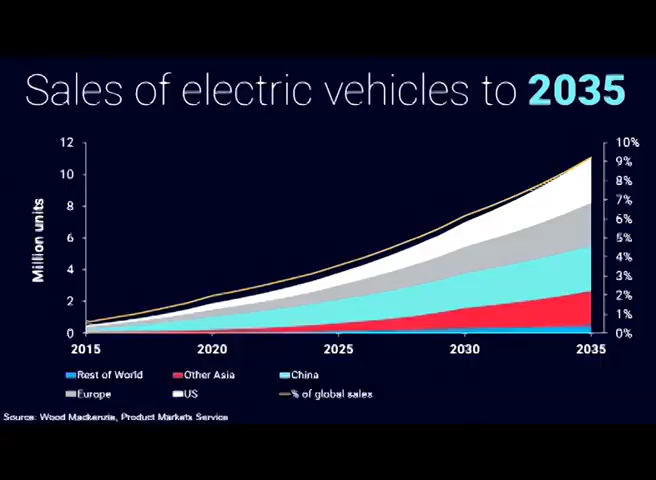 Sales of electric vehicles to 2035
12 10%
10 9%
8 8%
6 7%
4 6%
2 5%
0 4%
3%
2%
1%
0%
Million units
2015 2020 2025 2030 2035
Rest of World Other Asia China
Europe US % of global sales
Source: Wood Mackenzie, Product Markets Service